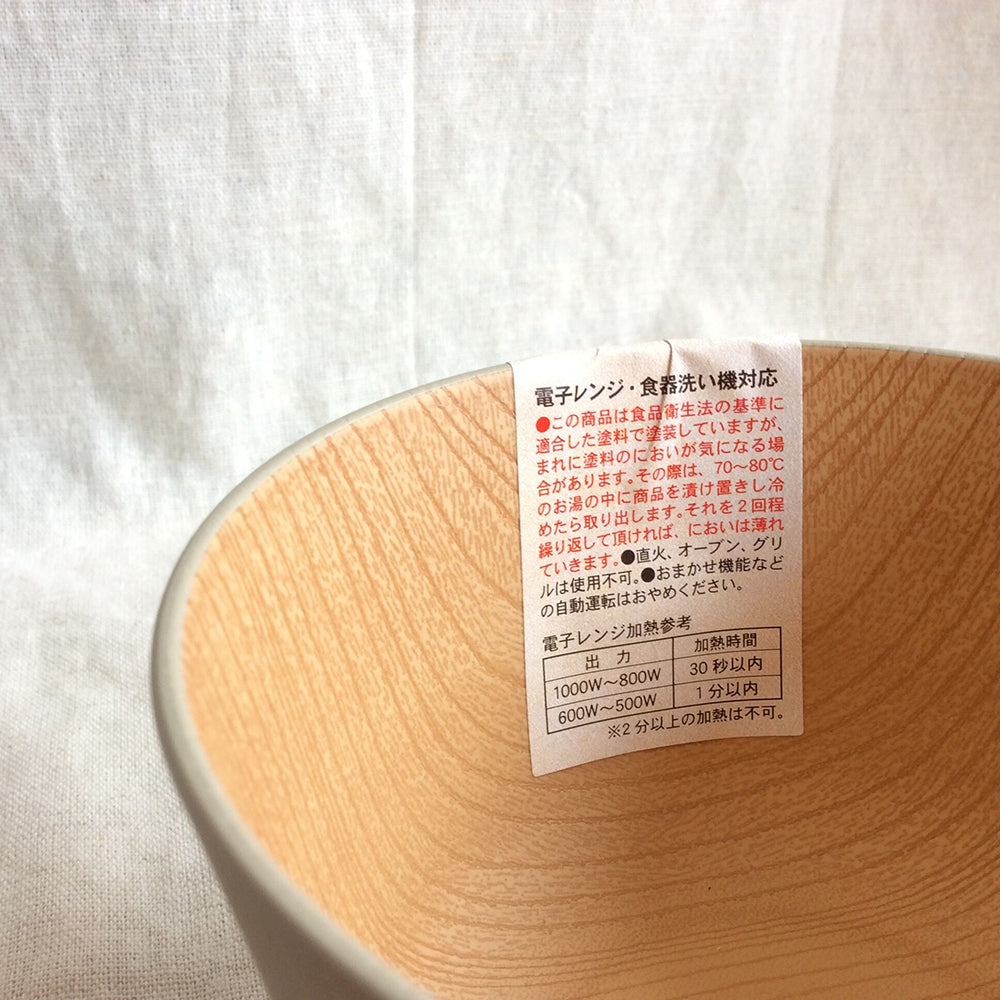 電子レンジ・食器洗い機対応
●この商品は食品衛生法の基準に
適合した塗料で塗装していますが、
まれに塗料のにおいが気になる場
合があります。その際は、70〜80℃
のお湯の中に商品を漬け置きし冷
めたら取り出します。それを2回程
繰り返して頂ければ、においは薄れ
ていきます。●直火、オーブン、グリ
ルは使用不可。●おまかせ機能など
の自動運転はおやめください。
電子レンジ加熱参考
出 力 加熱時間
1000W〜800W 30秒以内
600W〜500W 1分以内
※2分以上の加熱は不可。